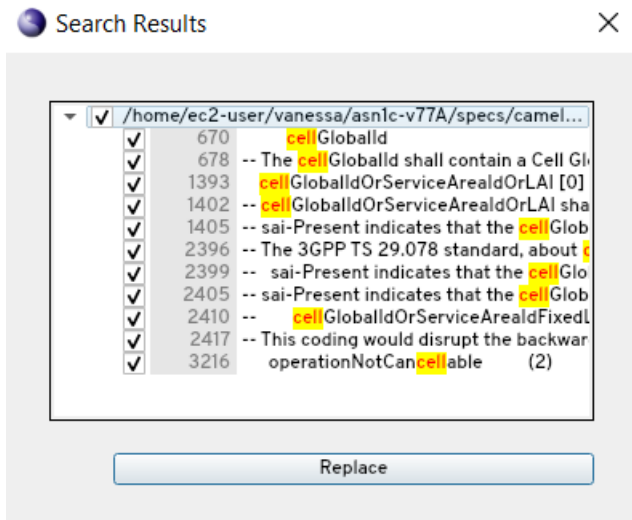 Search Results
/home/ec2-user/vanessa/asn1c-v77A/specs/camel...
670 cellGlobalId
678 -- The cellGlobalId shall contain a Cell Gl
1393 cellGlobalIdOrServiceAreaIdOrLAI [0]
1402 -- cellGlobalIdOrServiceAreaIdOrLAI sha
1405 -- sai-Present indicates that the cellGlob
2396 -- The 3GPP TS 29.078 standard, about c
2399 -- sai-Present indicates that the cellGlo
2405 -- sai-Present indicates that the cellGlob
2410 -- cellGlobalIdOrServiceAreaIdFixedL
2417 -- This coding would disrupt the backwar
3216 operationNotCancellable (2)
Replace